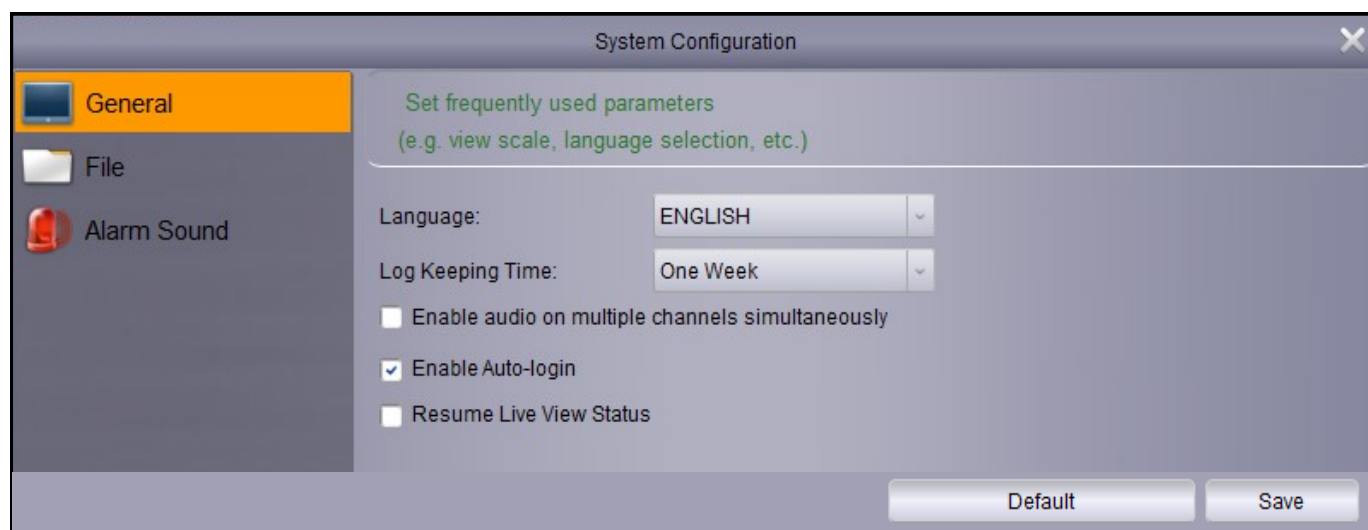 System Configuration
General
File
Alarm Sound
Set frequently used parameters
(e.g. view scale, language selection, etc.)
Language: ENGLISH
Log Keeping Time: One Week
Enable audio on multiple channels simultaneously
Enable Auto-login
Resume Live View Status
Default Save